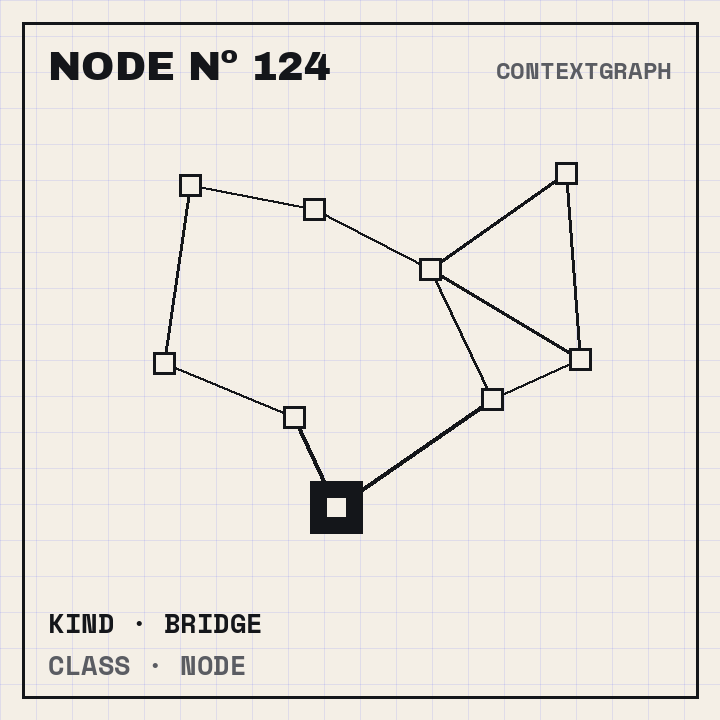 NODE Nº 124
CONTEXTGRAPH
KIND · BRIDGE
CLASS · NODE